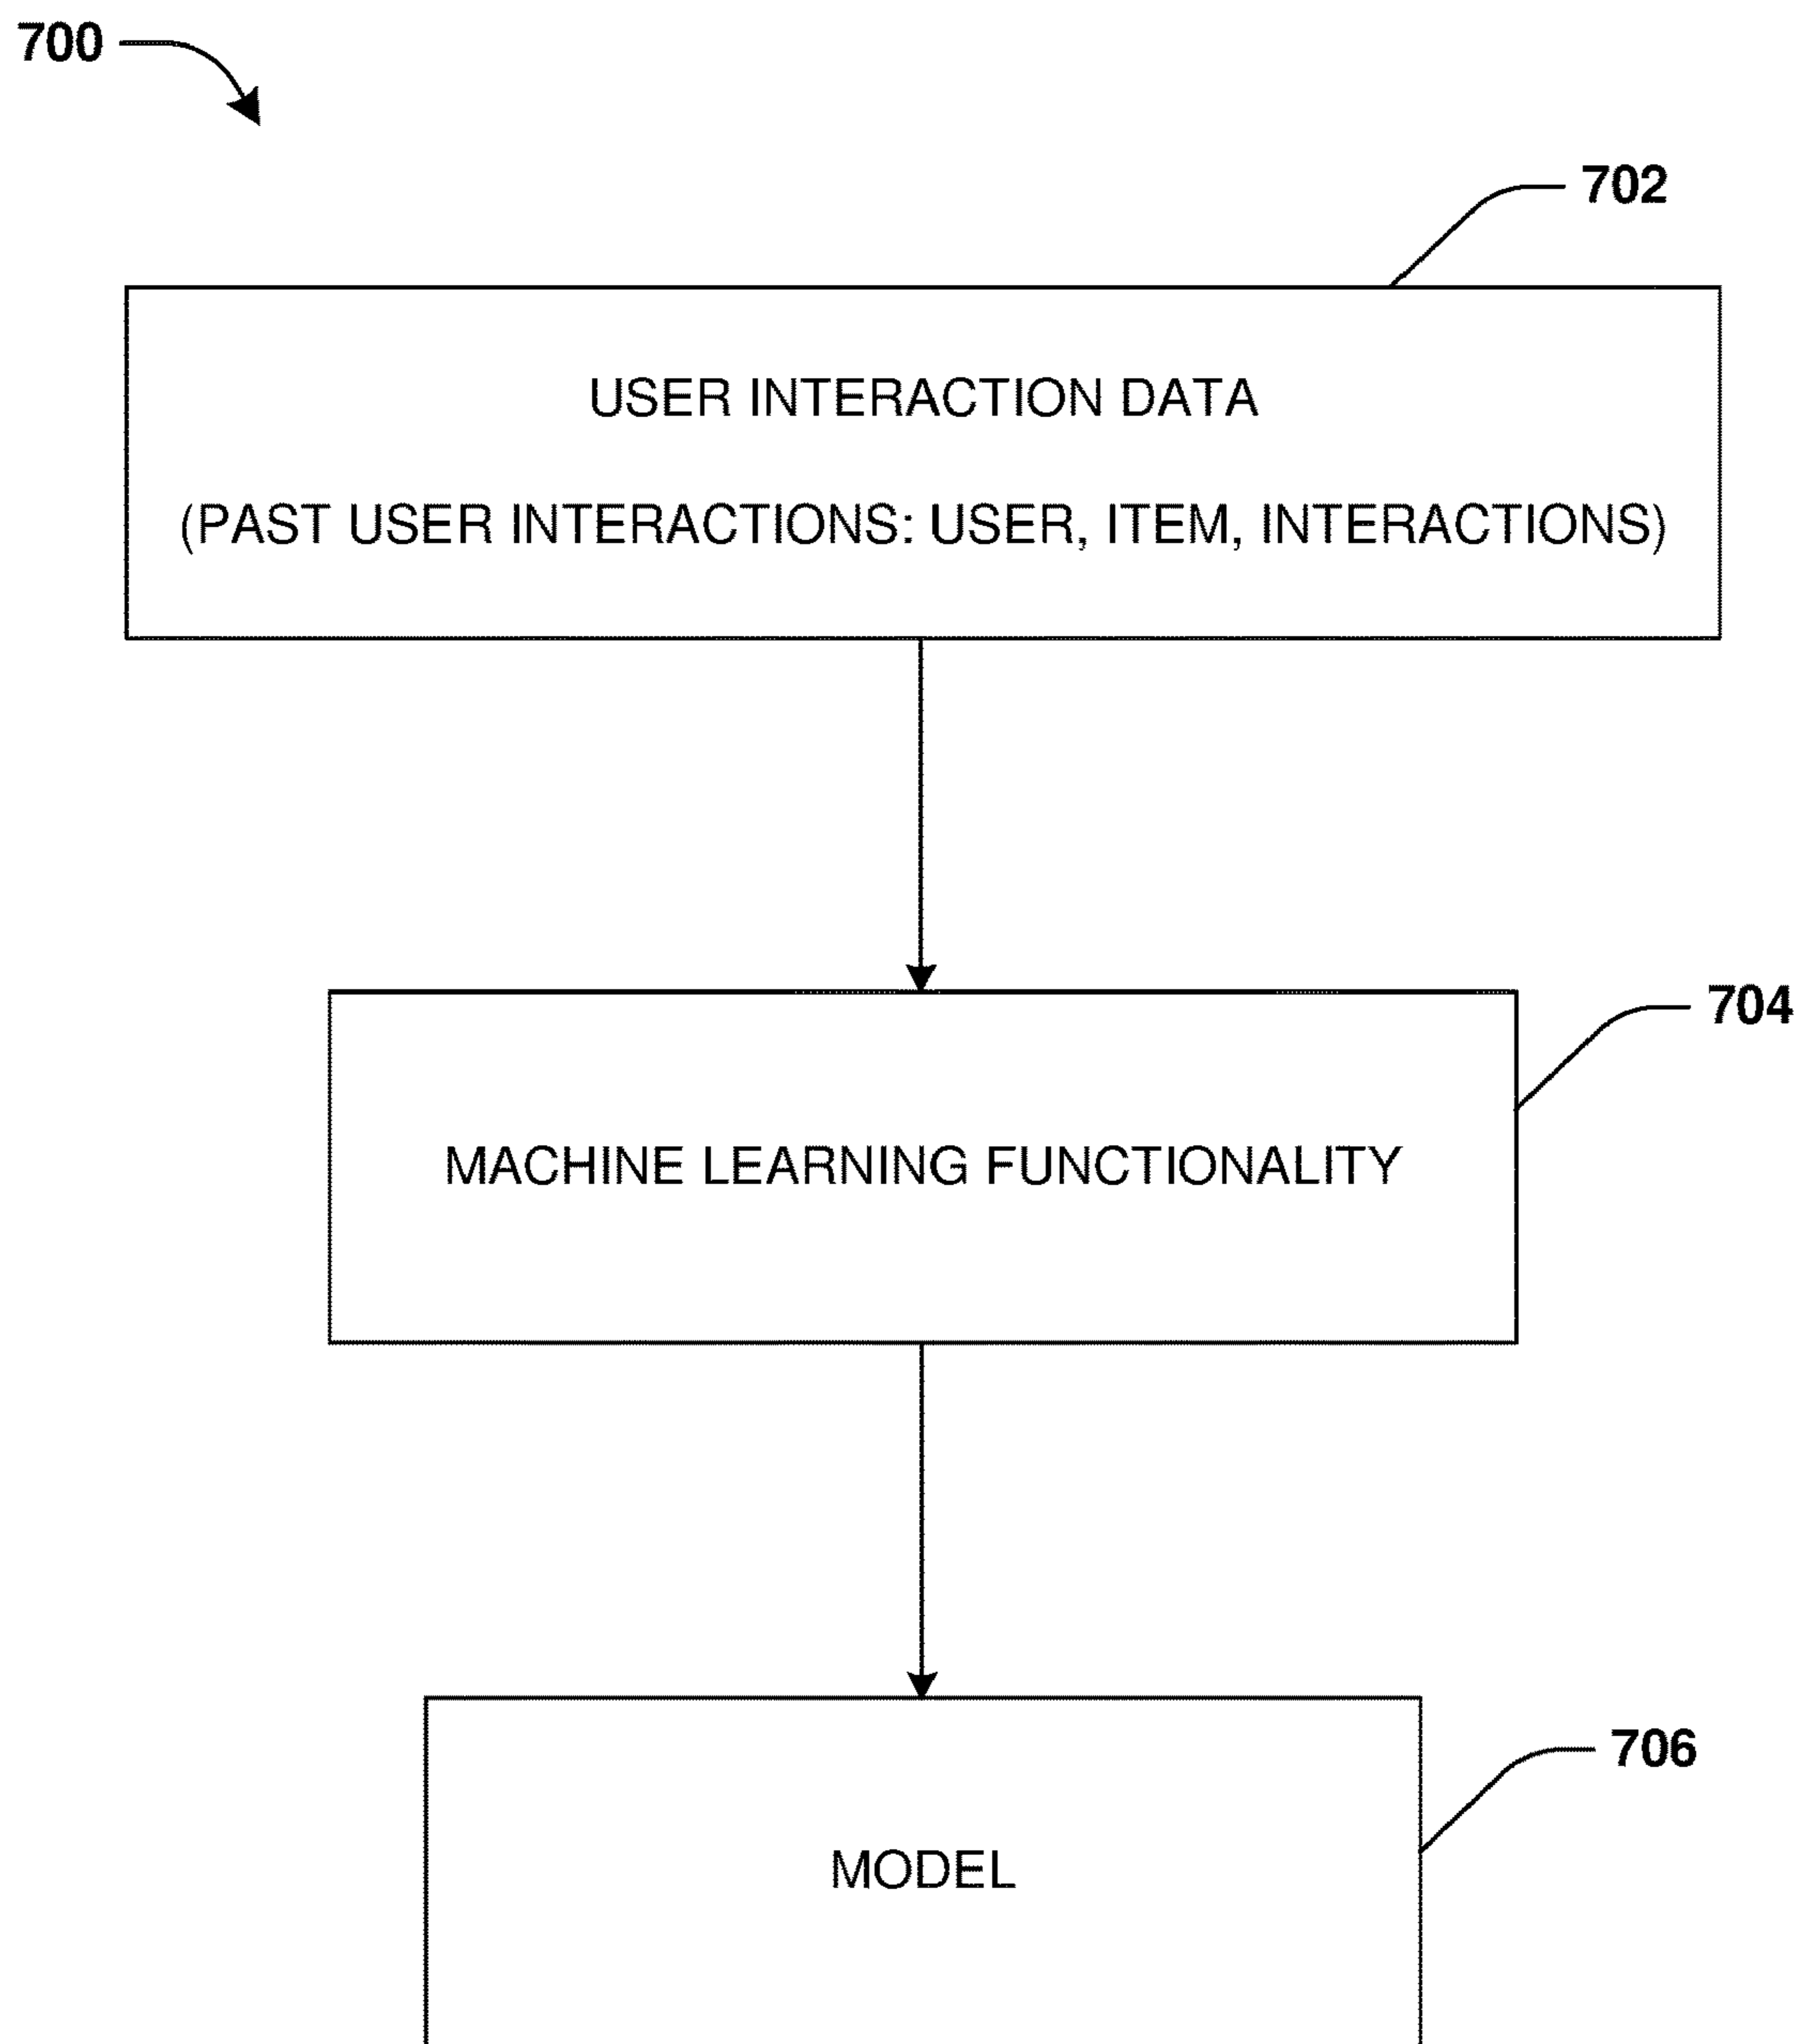 700
702
USER INTERACTION DATA
(PAST USER INTERACTIONS: USER, ITEM, INTERACTIONS)
704
MACHINE LEARNING FUNCTIONALITY
706
MODEL